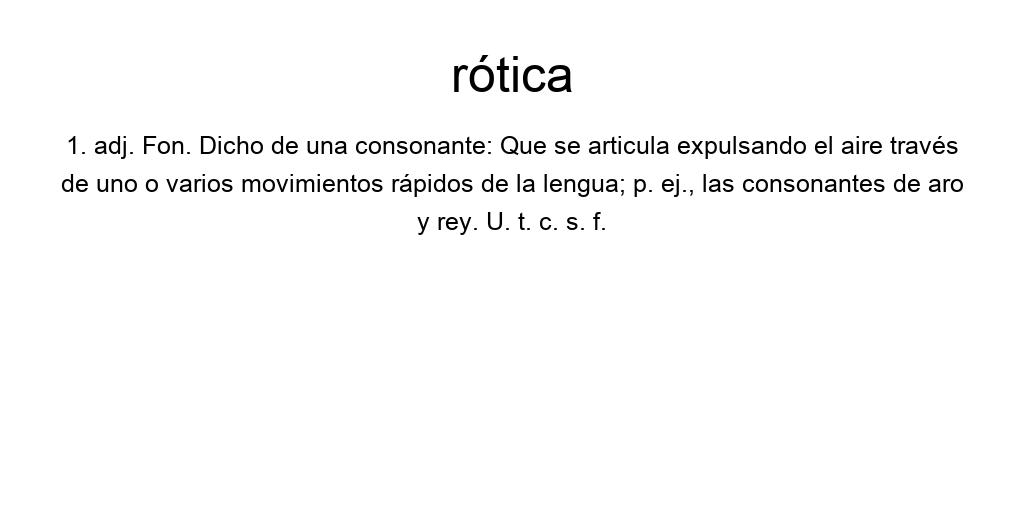 rótica
1. adj. Fon. Dicho de una consonante: Que se articula expulsando el aire través
de uno o varios movimientos rápidos de la lengua; p. ej., las consonantes de aro
y rey. U. t. c. s. f.